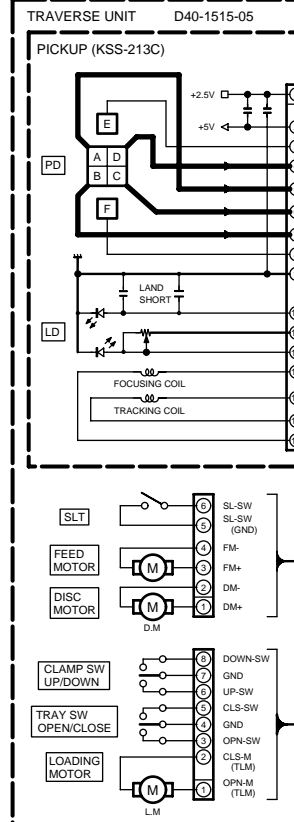 TRAVERSE UNIT D40-1515-05
PICKUP (KSS-213C)
+2.5V
+5V
E
PD
A D
B C
F
LAND
SHORT
LD
FOCUSING COIL
TRACKING COIL
SLT
6 SL-SW
5 SL-SW
(GND)
FEED
MOTOR
4 FM-
M 3 FM+
DISC
MOTOR
2 DM-
M 1 DM+
D.M
CLAMP SW
UP/DOWN
8 DOWN-SW
7 GND
6 UP-SW
TRAY SW
OPEN/CLOSE
5 CLS-SW
4 GND
3 OPN-SW
LOADING
MOTOR
2 CLS-M
(TLM)
M 1 OPN-M
(TLM)
L.M